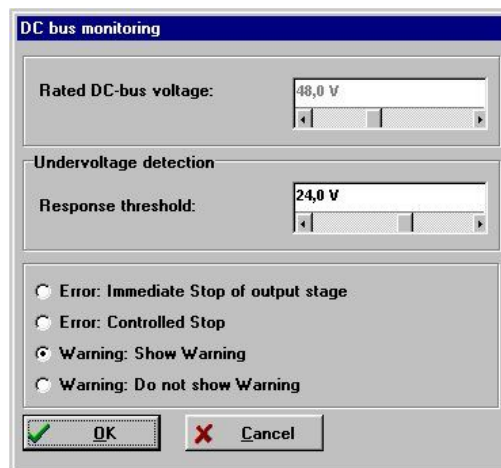 DC bus monitoring
Rated DC-bus voltage:
48,0 V
Undervoltage detection
Response threshold:
24,0 V
Error: Immediate Stop of output stage
Error: Controlled Stop
Warning: Show Warning
Warning: Do not show Warning
OK
Cancel